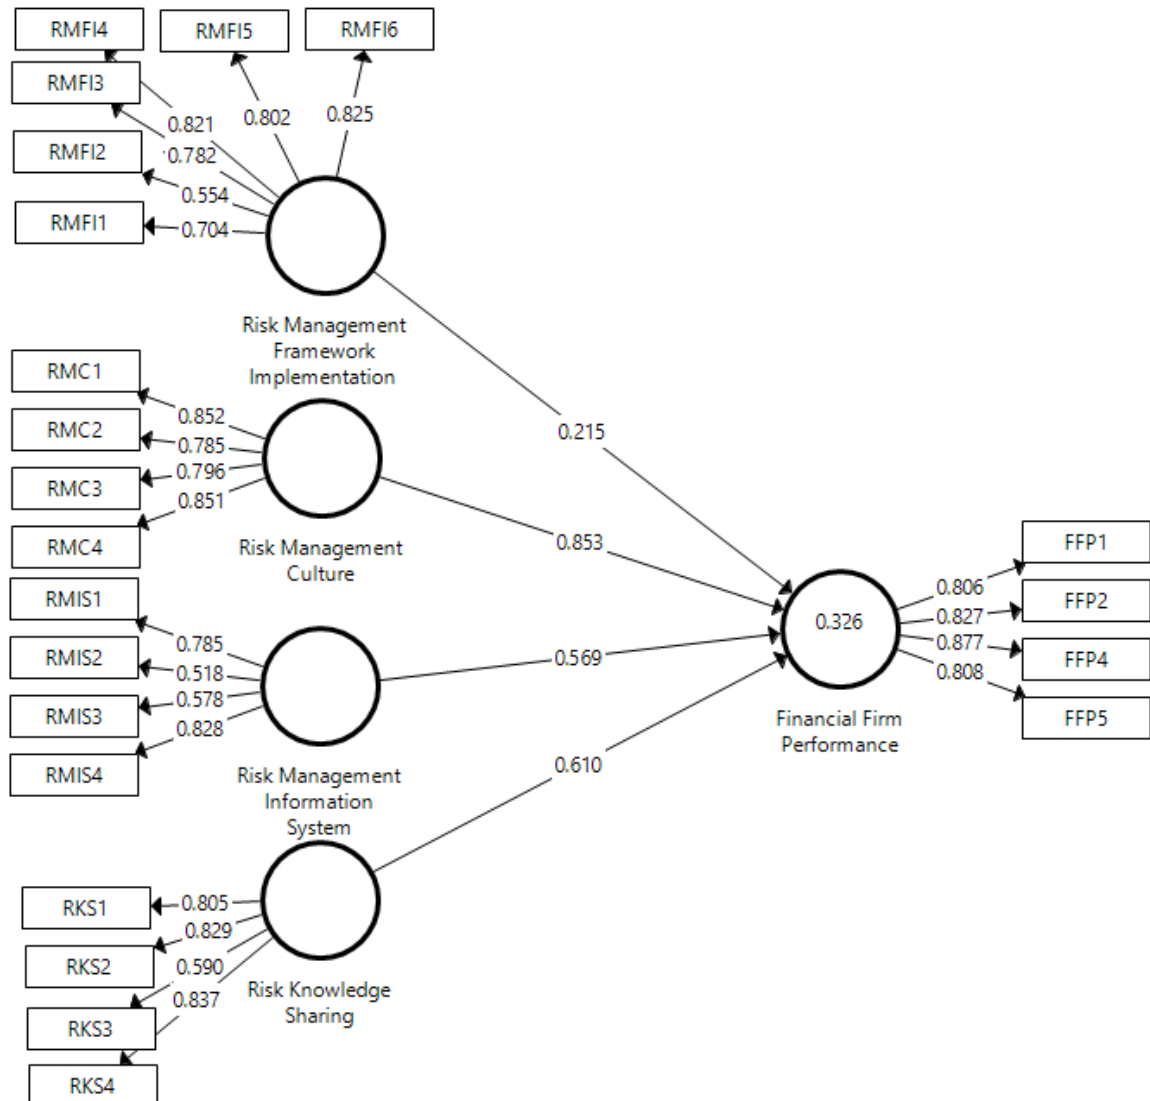 RMFI4
RMFI5
RMFI6
RMFI3
RMFI2
RMFI1
0.821
0.802
0.825
0.782
0.554
0.704
Risk Management
Framework
Implementation
0.215
RMC1
RMC2
RMC3
RMC4
0.852
0.785
0.796
0.851
Risk Management
Culture
0.853
RMIS1
RMIS2
RMIS3
RMIS4
0.785
0.518
0.578
0.828
Risk Management
Information
System
0.569
RKS1
RKS2
RKS3
RKS4
0.805
0.829
0.590
0.837
Risk Knowledge
Sharing
0.610
0.326
Financial Firm
Performance
0.806
0.827
0.877
0.808
FFP1
FFP2
FFP4
FFP5